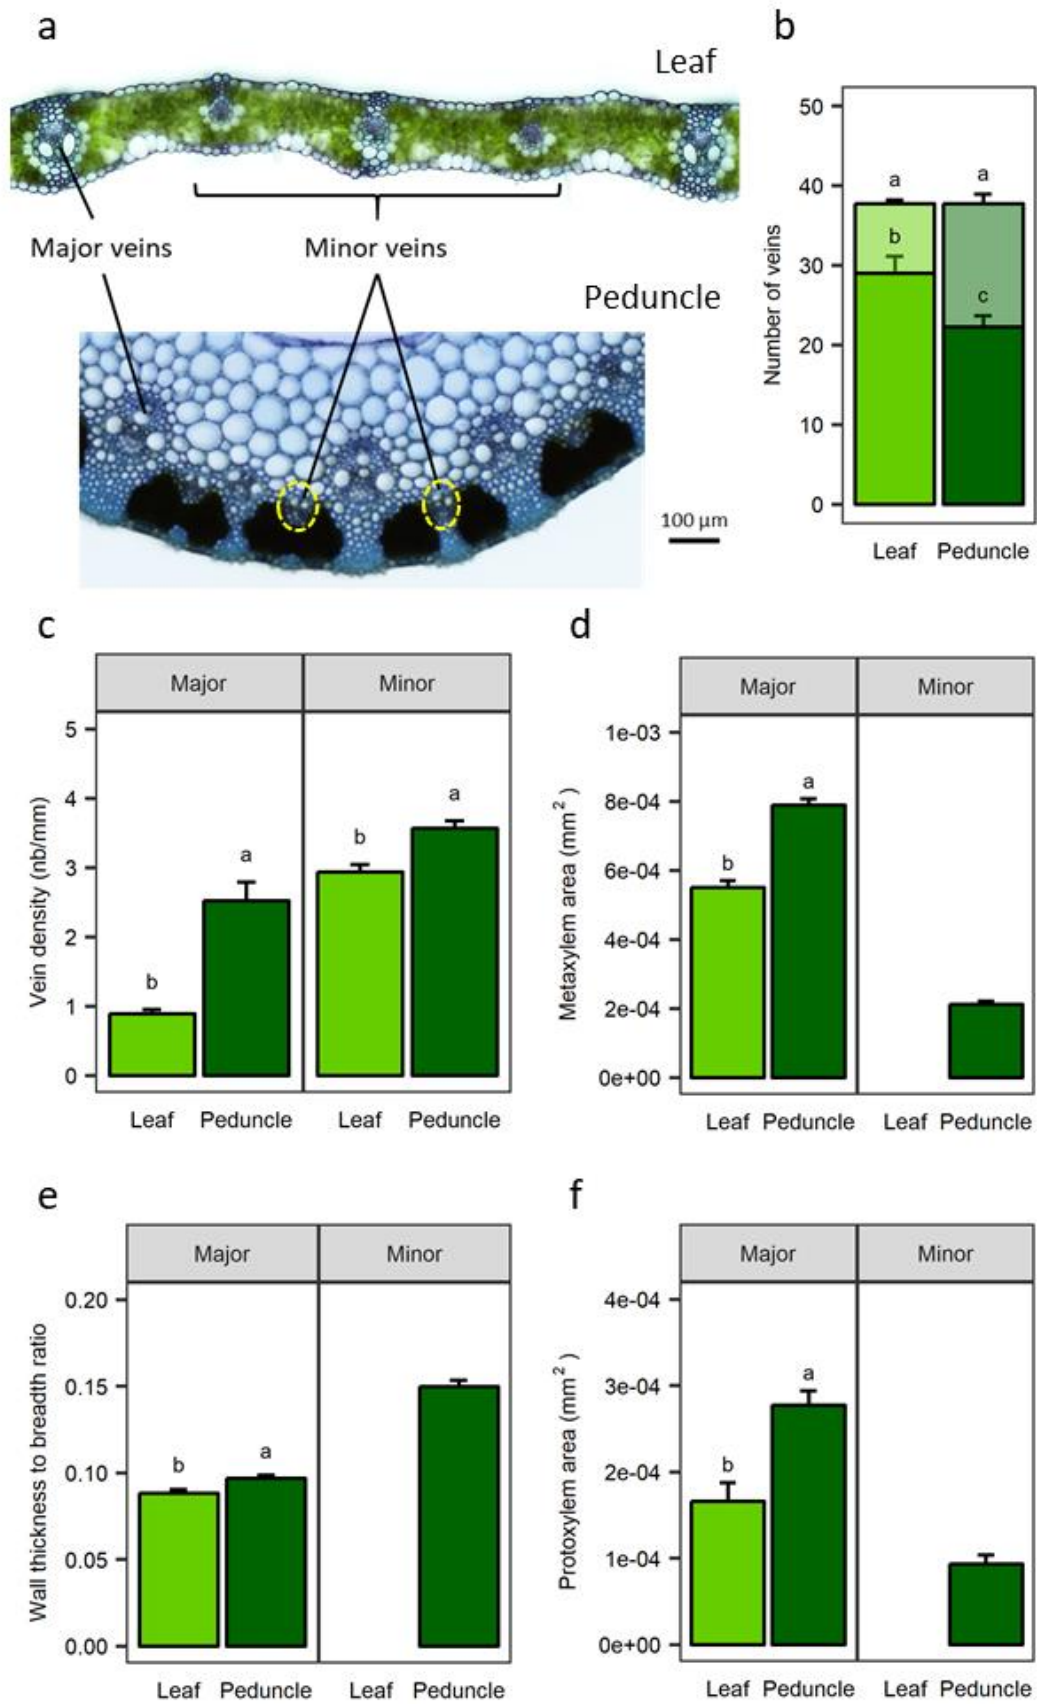 a
Leaf
Major veins
Minor veins
Peduncle
100 µm
b
Number of veins
50
40
30
20
10
0
a
a
b
c
Leaf Peduncle
c
Major Minor
Vein density (nb/mm)
5
4
3
2
1
0
b
a
b
a
Leaf Peduncle Leaf Peduncle
d
Major Minor
Metaxylem area (mm²)
1e-03
8e-04
6e-04
4e-04
2e-04
0e+00
b
a
Leaf Peduncle Leaf Peduncle
e
Major Minor
Wall thickness to breadth ratio
0.20
0.15
0.10
0.05
0.00
b
a
Leaf Peduncle Leaf Peduncle
f
Major Minor
Protoxylem area (mm²)
4e-04
3e-04
2e-04
1e-04
0e+00
b
a
Leaf Peduncle Leaf Peduncle